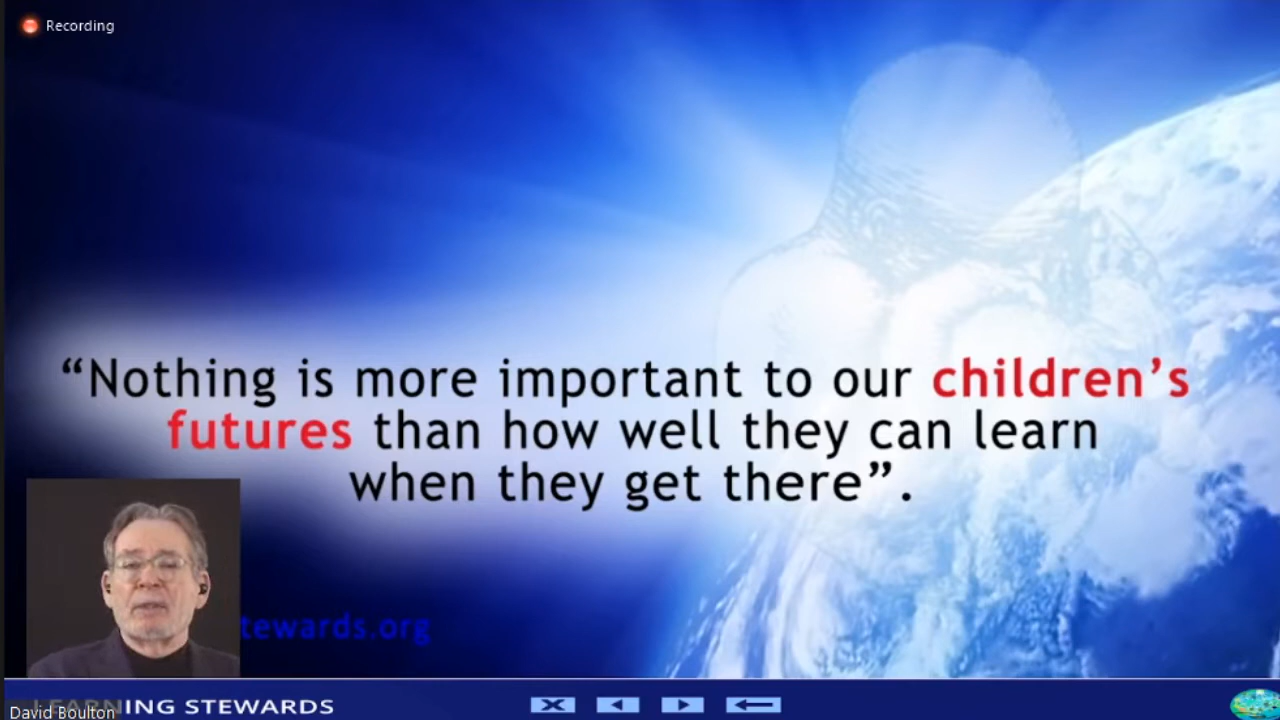 Recording
“Nothing is more important to our children’s
futures than how well they can learn
when they get there”.
tewards.org
David Boulton
NING STEWARDS